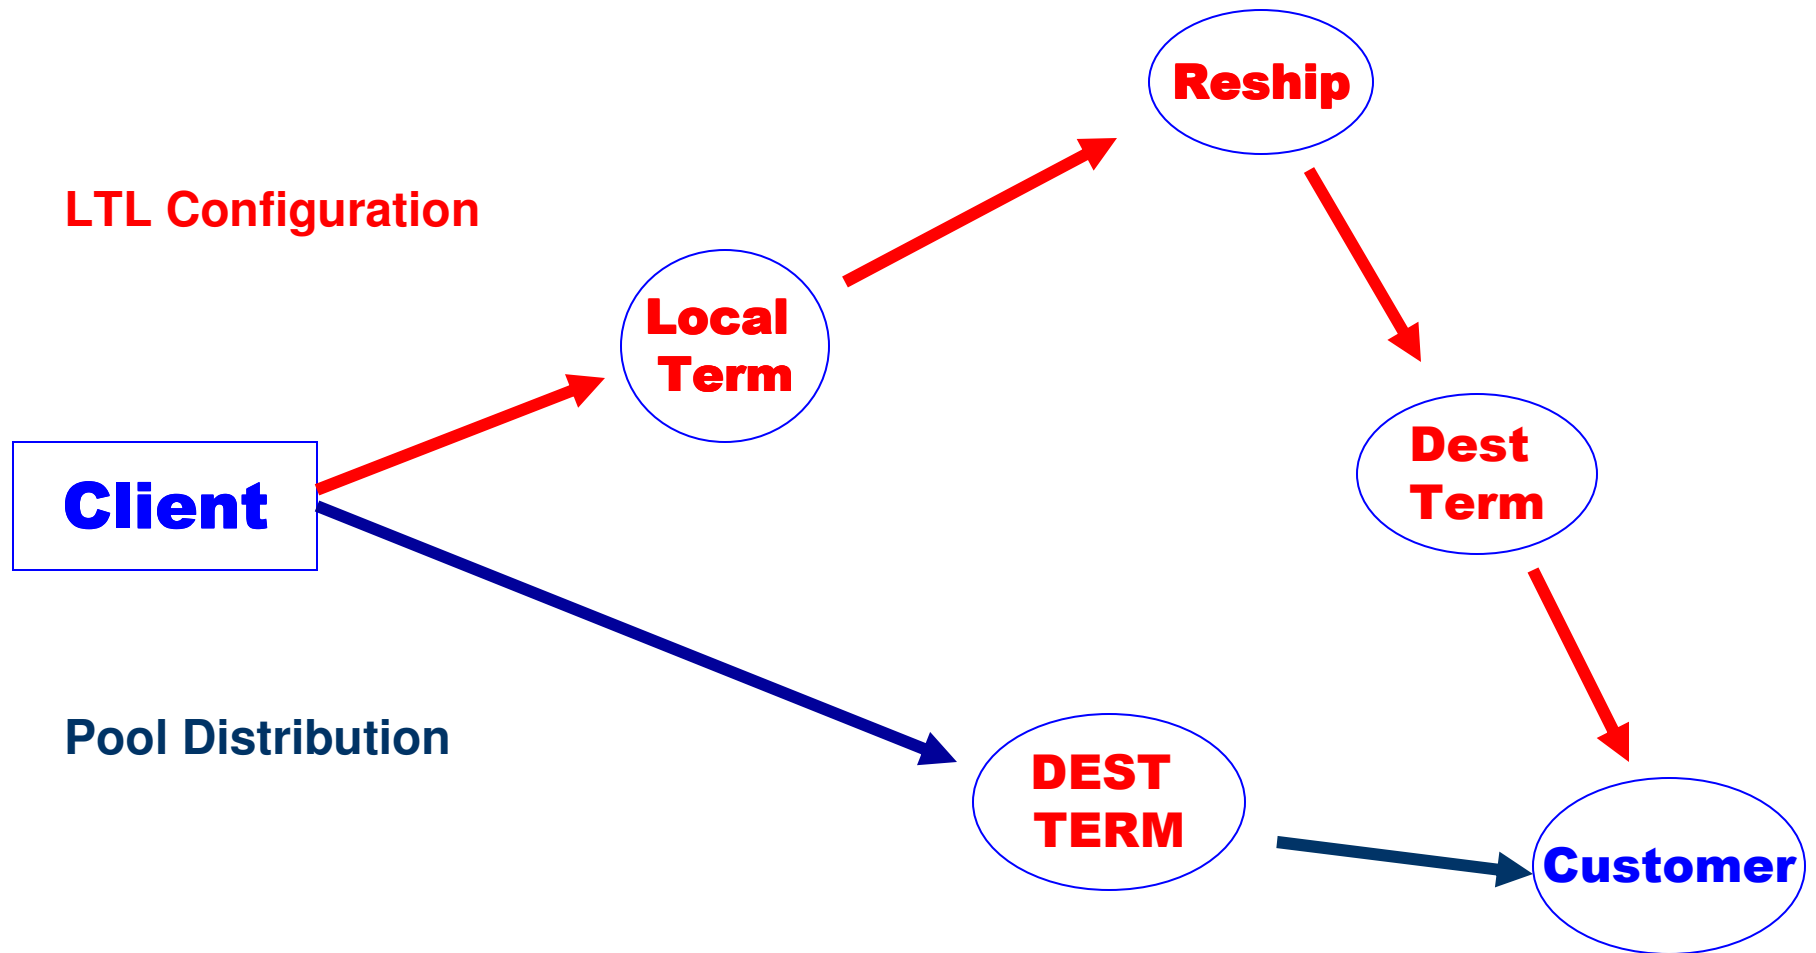 Reship
LTL Configuration
Local
Term
Dest
Term
Client
Pool Distribution
DEST
TERM
Customer